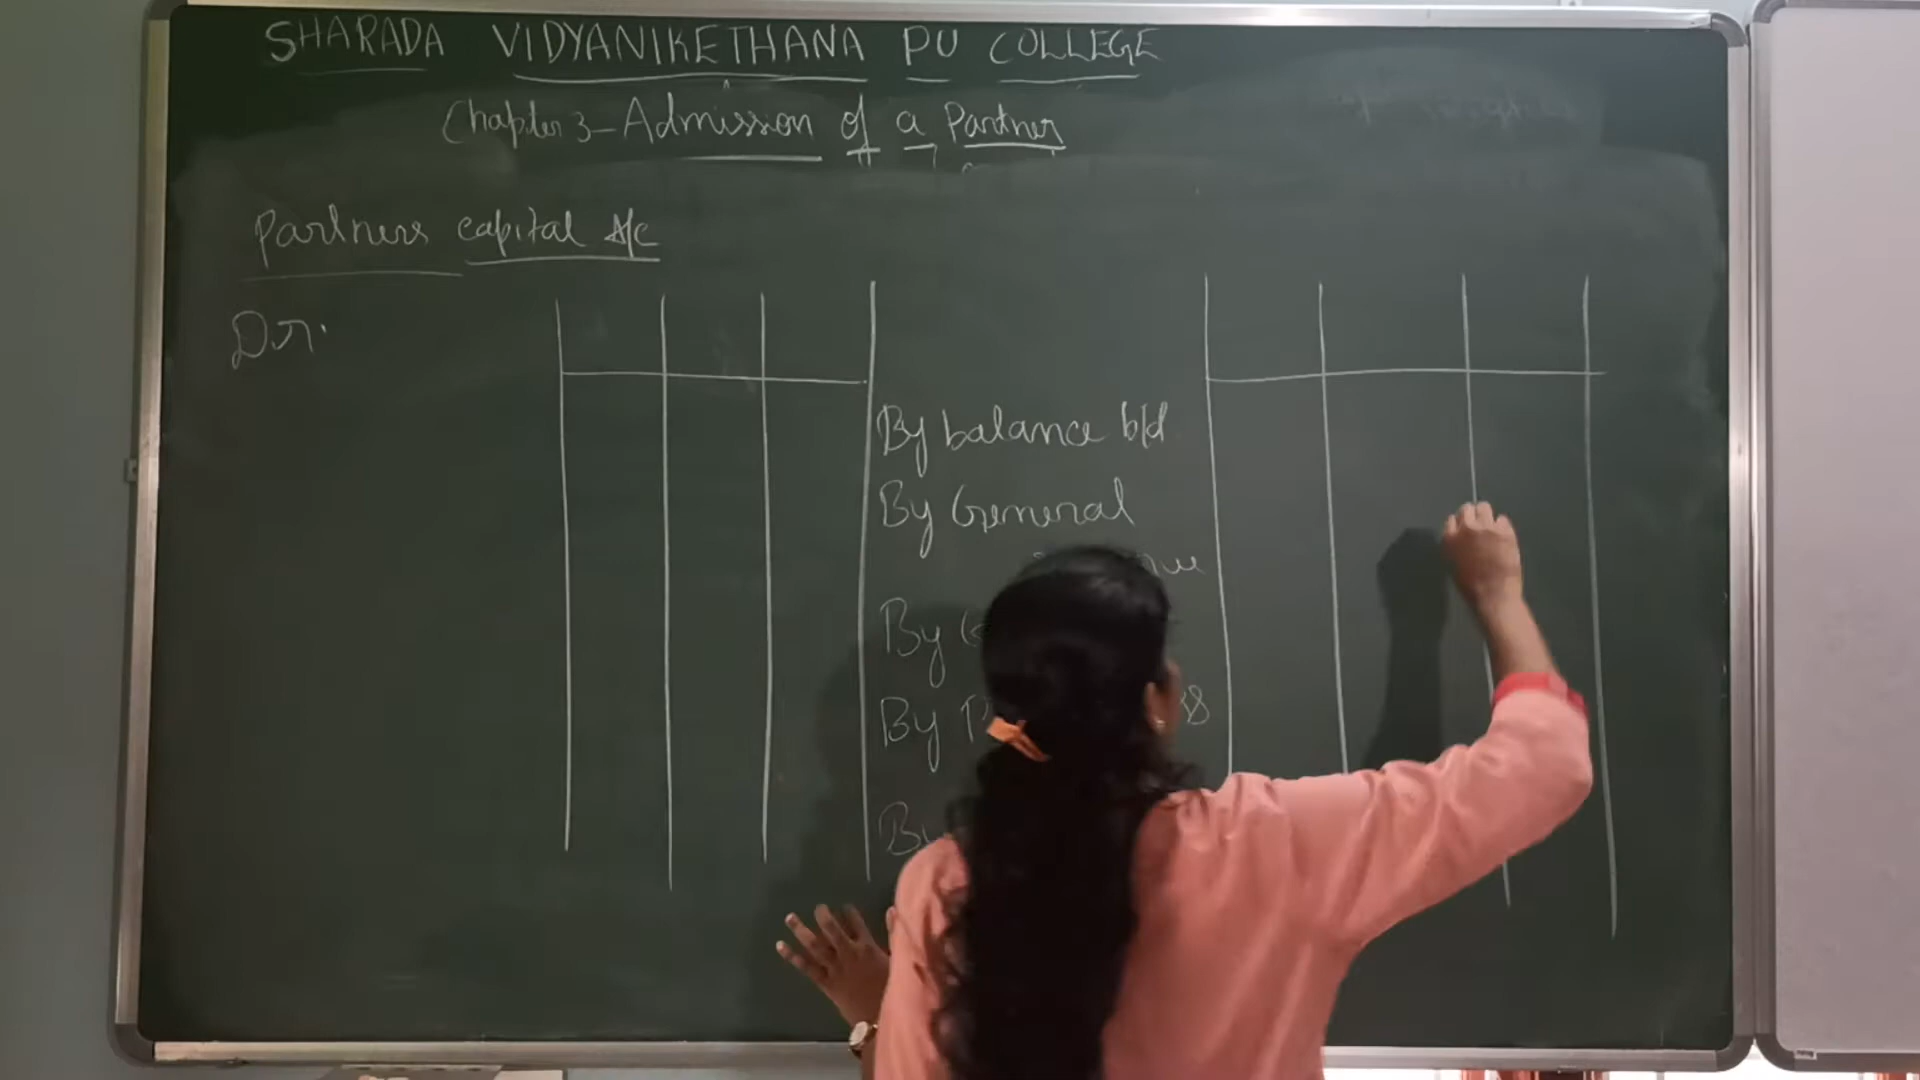 SHARADA VIDYANIKETHANA PU COLLEGE
Chapter 3 - Admission of a Partner
Partners capital A/c
Dr.
By balance b/d
By General
By
By
By